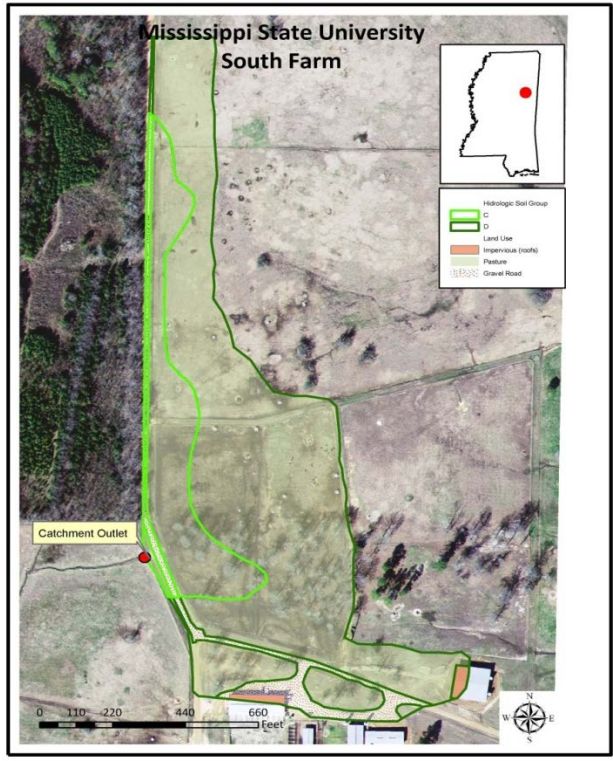 Mississippi State University
South Farm
Hidrologic Soil Group
C
D
Land Use
Impervious (roofs)
Pasture
Gravel Road
Catchment Outlet
0 110 220 440 660
Feet
N
W E
S